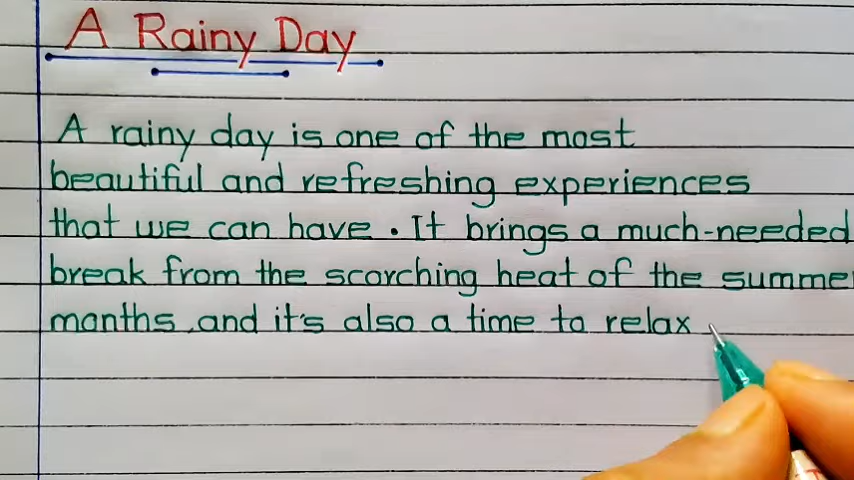 A Rainy Day
A rainy day is one of the most
beautiful and refreshing experiences
that we can have. It brings a much-needed
break from the scorching heat of the summe
months, and it's also a time to relax